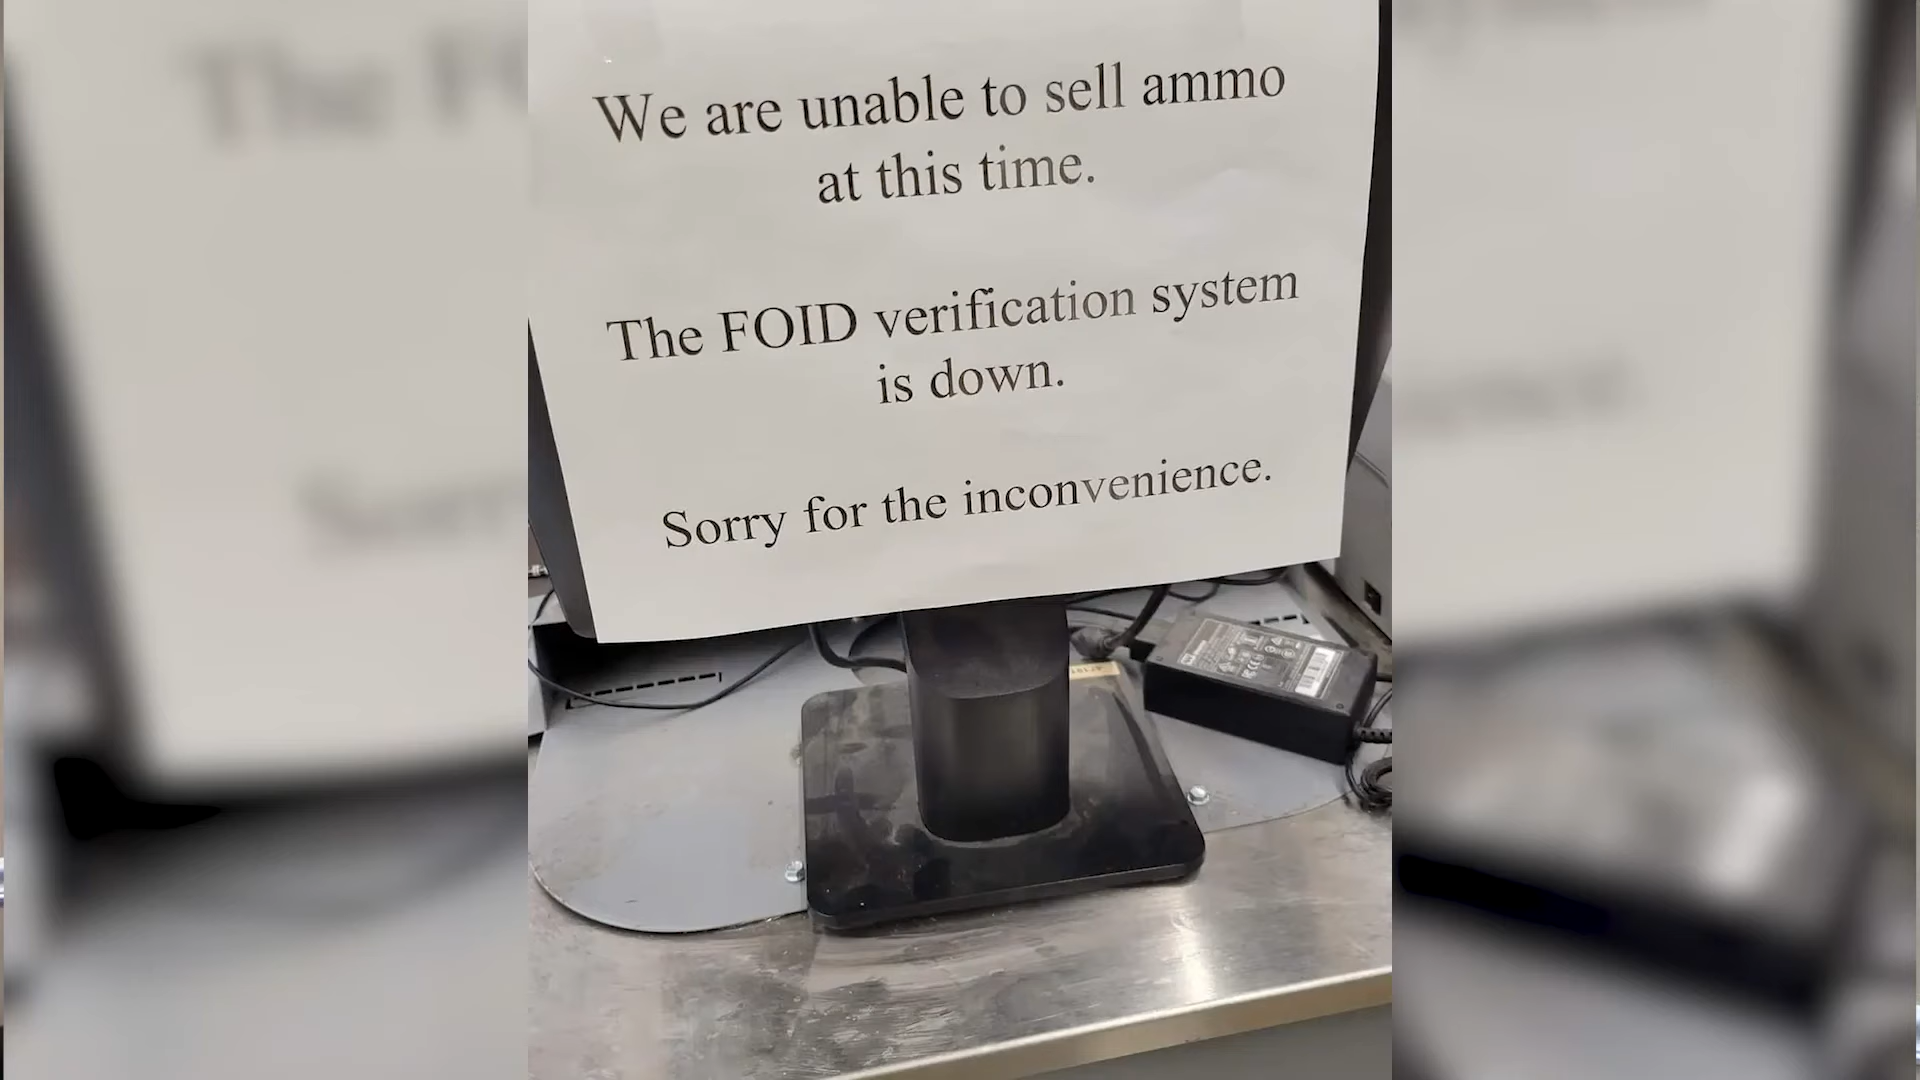 We are unable to sell ammo
at this time.
The FOID verification system
is down.
Sorry for the inconvenience.